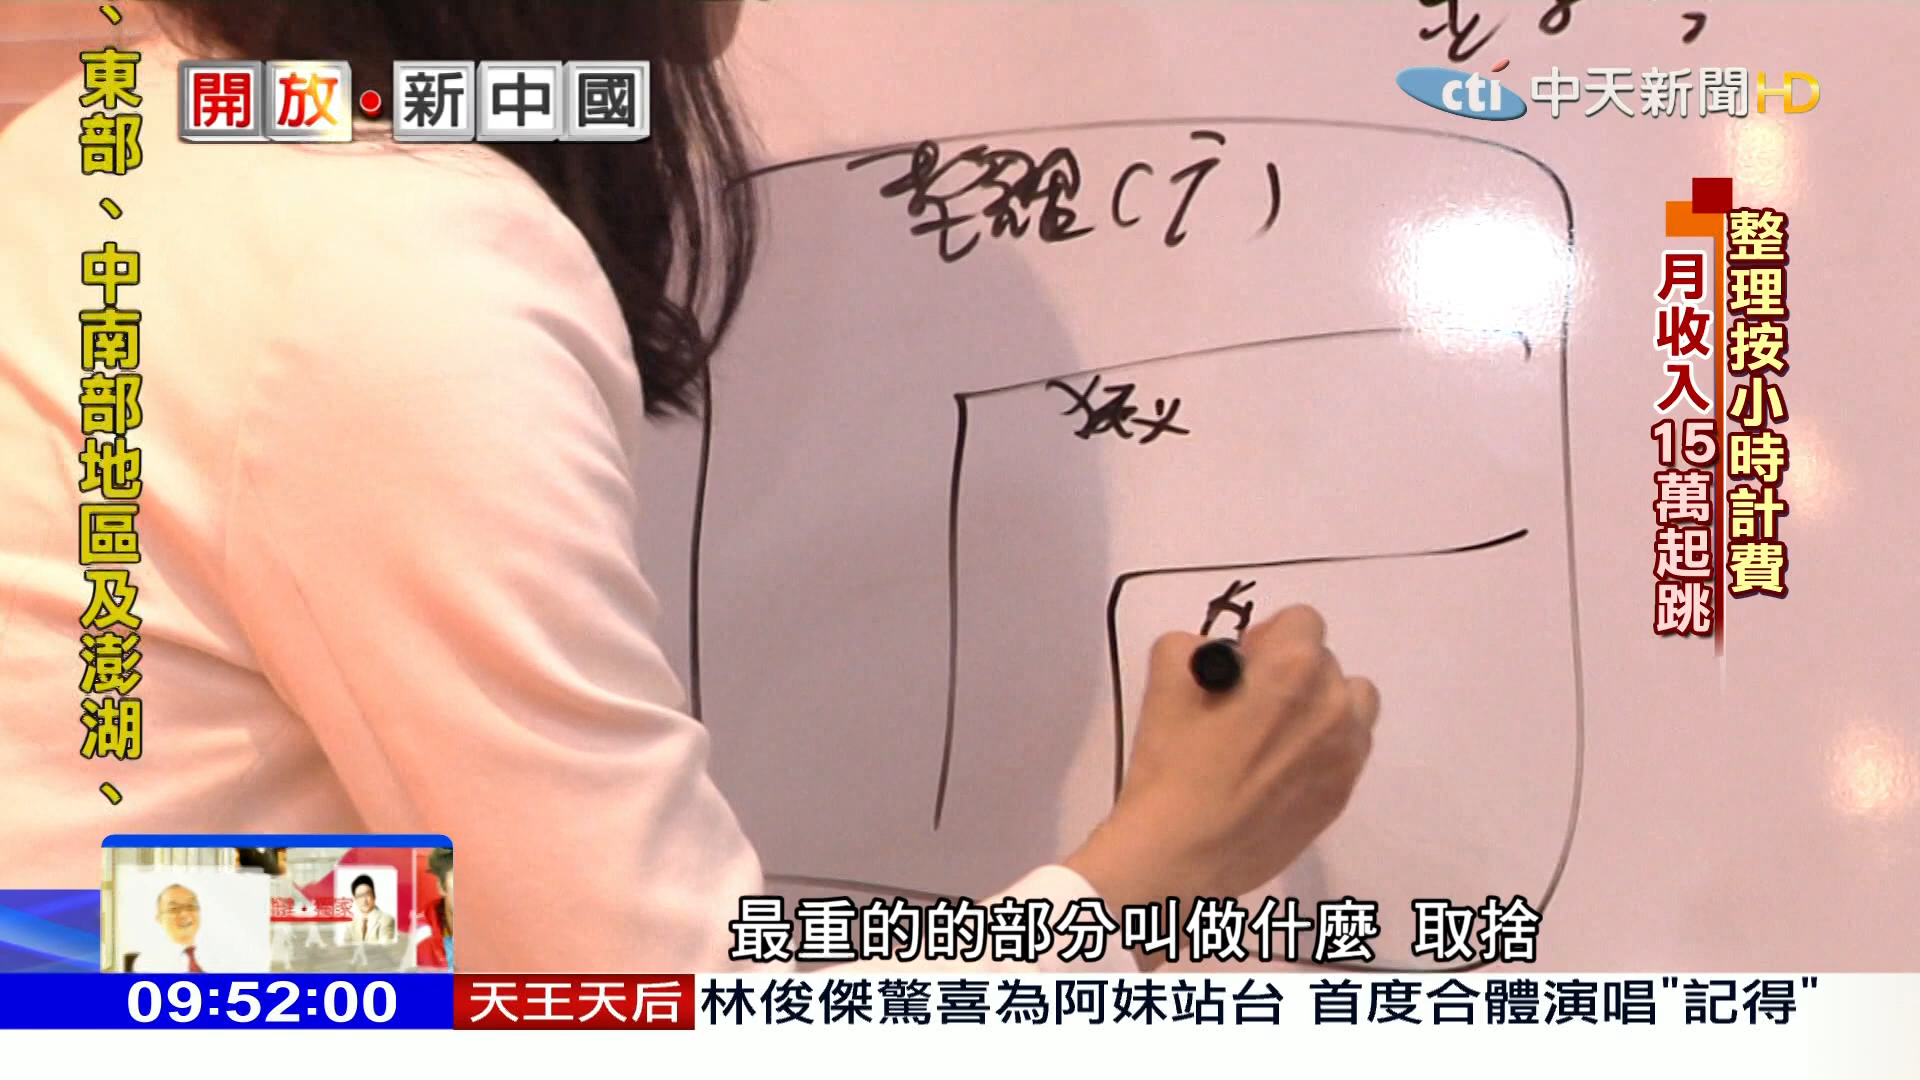 、東部、中南部地區及澎湖、
開放・新中國
cti 中天新聞HD
整理按小時計費
月收入15萬起跳
最重的的部分叫做什麼 取捨
09:52:00
天王天后
林俊傑驚喜為阿妹站台 首度合體演唱"記得"